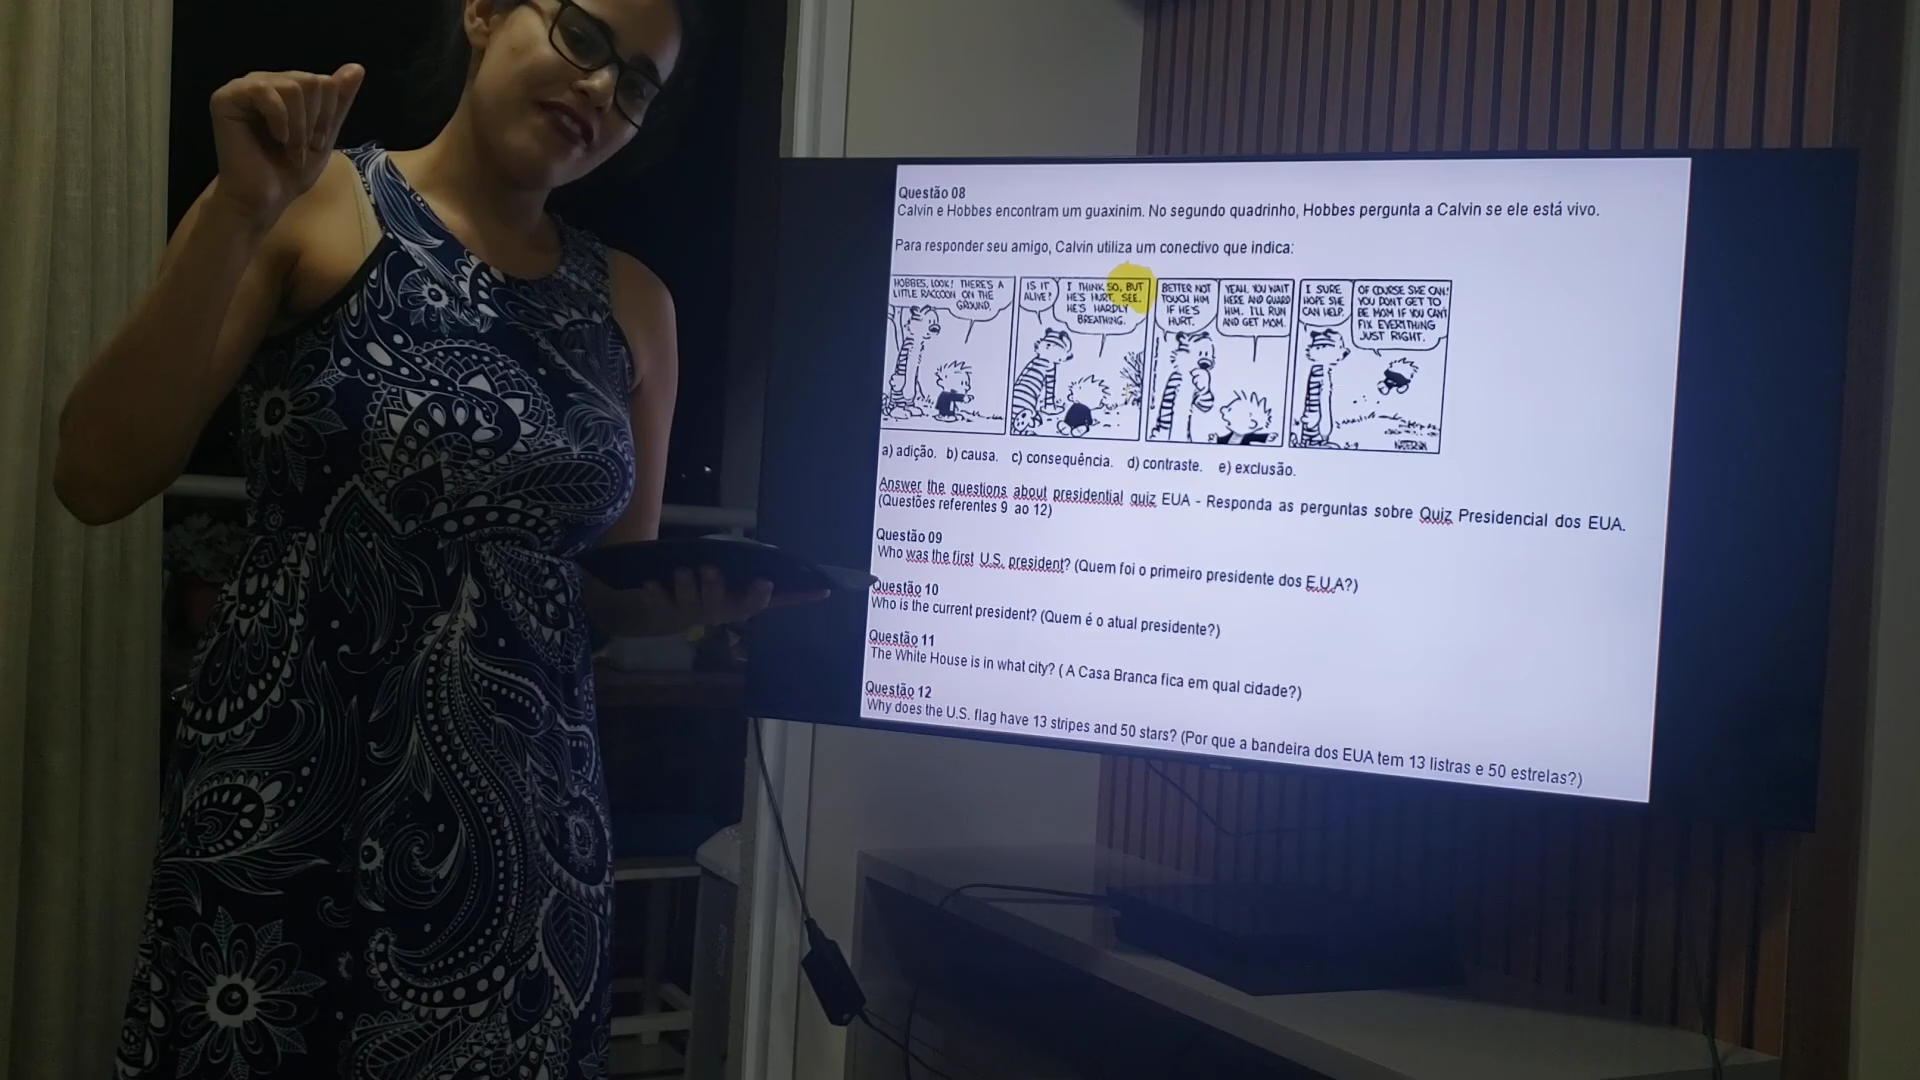 Questão 08
Calvin e Hobbes encontram um guaxinim. No segundo quadrinho, Hobbes pergunta a Calvin se ele está vivo.
Para responder seu amigo, Calvin utiliza um conectivo que indica:
HOBBES, LOOK! THERE'S A
LITTLE RACCOON ON THE
GROUND.
IS IT
ALIVE?
I THINK SO, BUT
HE'S HURT. SEE.
HE'S HARDLY
BREATHING.
BETTER NOT
TOUCH HIM
IF HE'S
HURT.
YEAH. YOU WAIT
HERE AND GUARD
HIM. I'LL RUN
AND GET MOM.
I SURE
HOPE SHE
CAN HELP.
OF COURSE SHE CAN!
YOU DON'T GET TO
BE MOM IF YOU CAN'T
FIX EVERYTHING
JUST RIGHT.
3-9
WATTERSON
a) adição. b) causa. c) consequência. d) contraste. e) exclusão.
Answer the questions about presidential quiz EUA - Responda as perguntas sobre Quiz Presidencial dos EUA.
(Questões referentes 9 ao 12)
Questão 09
Who was the first U.S. president? (Quem foi o primeiro presidente dos E.U.A?)
Questão 10
Who is the current president? (Quem é o atual presidente?)
Questão 11
The White House is in what city? ( A Casa Branca fica em qual cidade?)
Questão 12
Why does the U.S. flag have 13 stripes and 50 stars? (Por que a bandeira dos EUA tem 13 listras e 50 estrelas?)